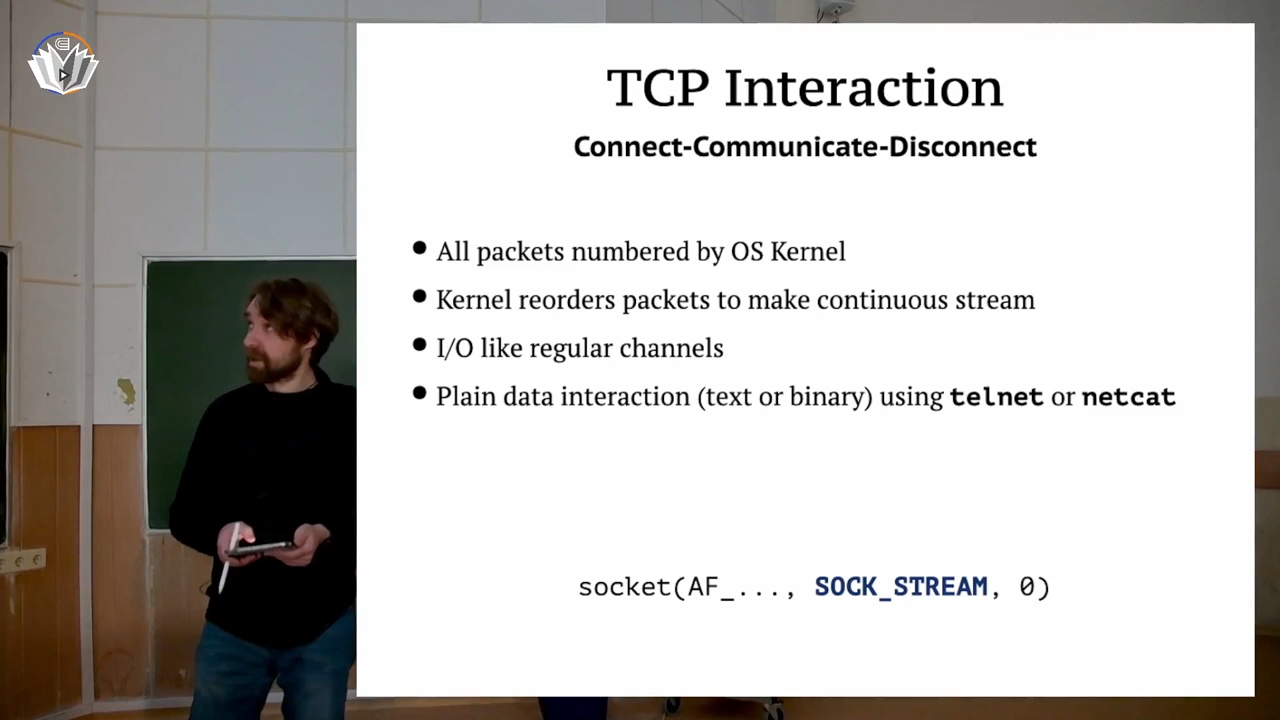 TCP Interaction
Connect-Communicate-Disconnect
● All packets numbered by OS Kernel
● Kernel reorders packets to make continuous stream
● I/O like regular channels
● Plain data interaction (text or binary) using telnet or netcat
socket(AF_..., SOCK_STREAM, 0)